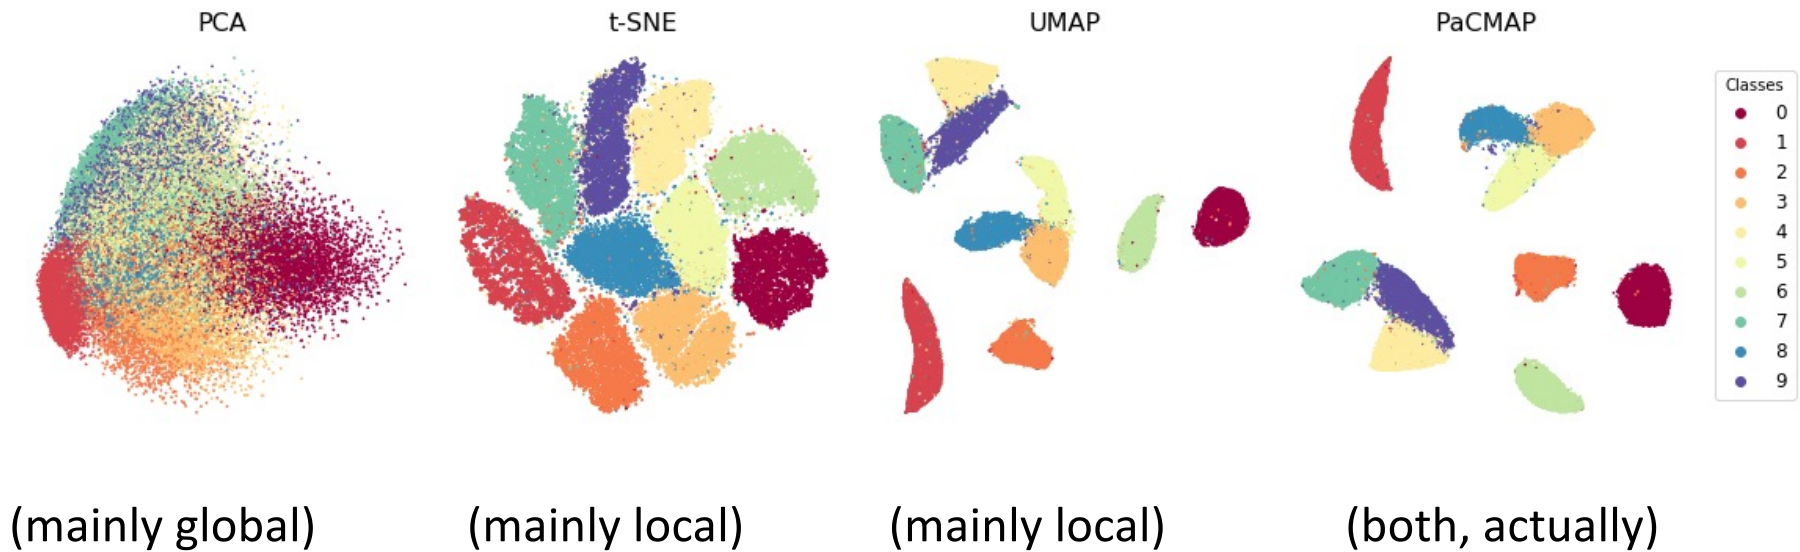 PCA
t-SNE
UMAP
PaCMAP
Classes
0
1
2
3
4
5
6
7
8
9
(mainly global)
(mainly local)
(mainly local)
(both, actually)